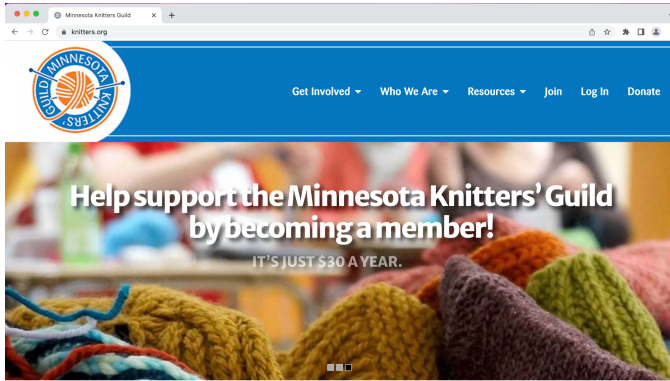 Minnesota Knitters Guild
knitters.org
MINNESOTA
KNITTERS'
GUILD
Get Involved
Who We Are
Resources
Join
Log In
Donate
Help support the Minnesota Knitters' Guild
by becoming a member!
IT'S JUST $30 A YEAR.